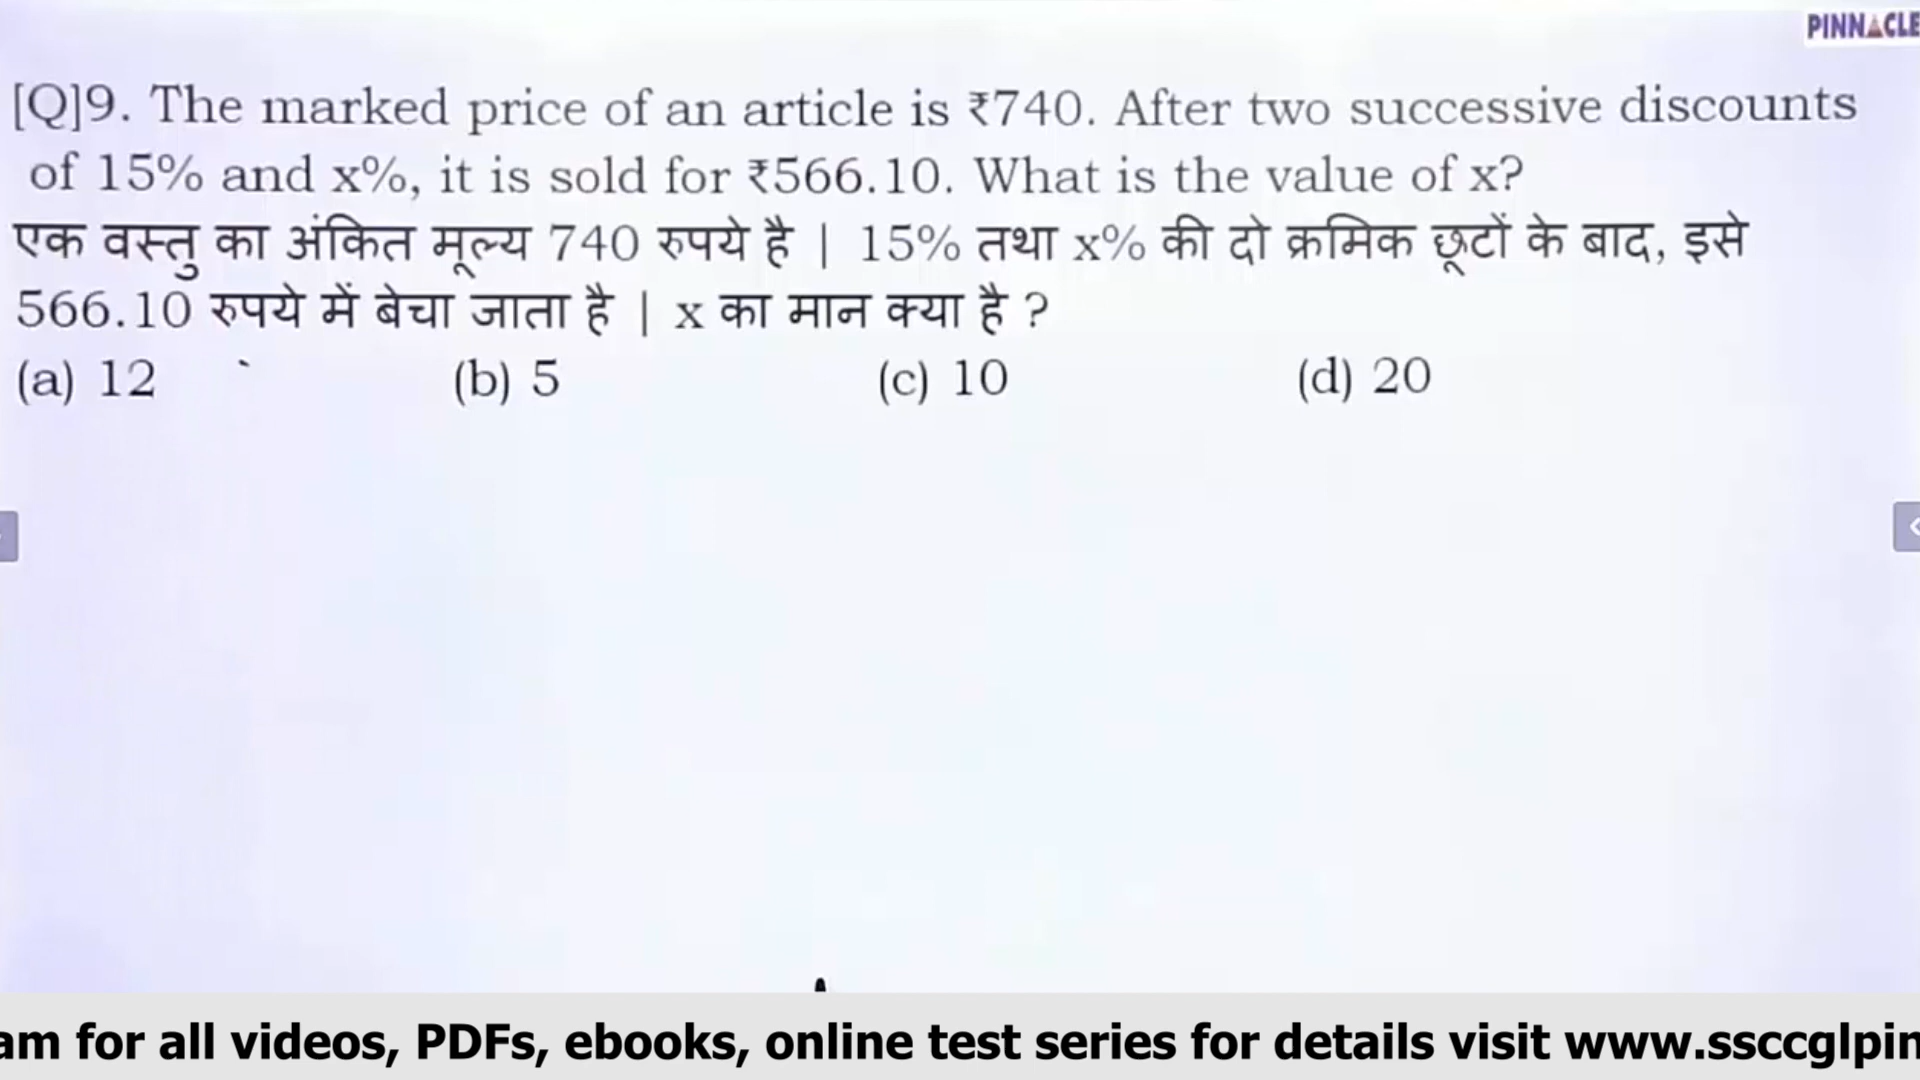 PINNACLE
[Q]9. The marked price of an article is ₹740. After two successive discounts
of 15% and x%, it is sold for ₹566.10. What is the value of x?
एक वस्तु का अंकित मूल्य 740 रुपये है | 15% तथा x% की दो क्रमिक छूटों के बाद, इसे
566.10 रुपये में बेचा जाता है | x का मान क्या है ?
(a) 12 (b) 5 (c) 10 (d) 20
am for all videos, PDFs, ebooks, online test series for details visit www.ssccglpin